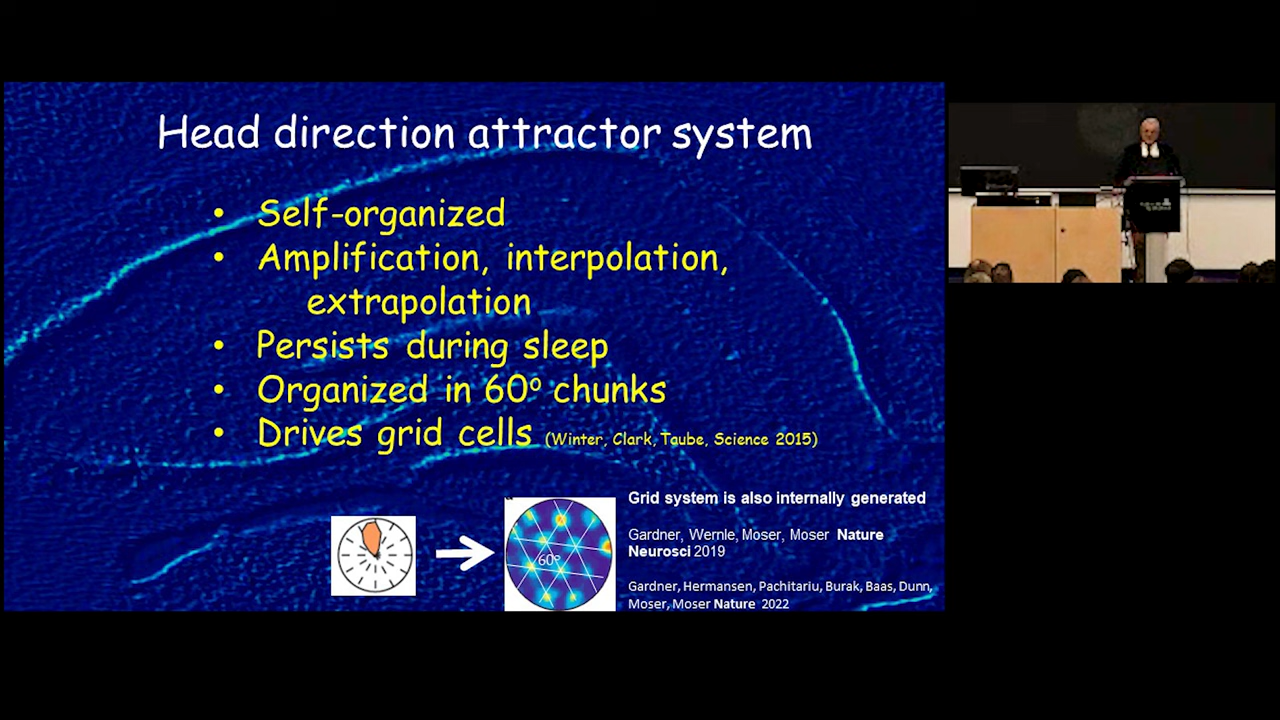 Head direction attractor system
• Self-organized
• Amplification, interpolation,
extrapolation
• Persists during sleep
• Organized in 60º chunks
• Drives grid cells (Winter, Clark, Taube, Science 2015)
60º
Grid system is also internally generated
Gardner, Wernle, Moser, Moser Nature
Neurosci 2019
Gardner, Hermansen, Pachitariu, Burak, Baas, Dunn,
Moser, Moser Nature 2022